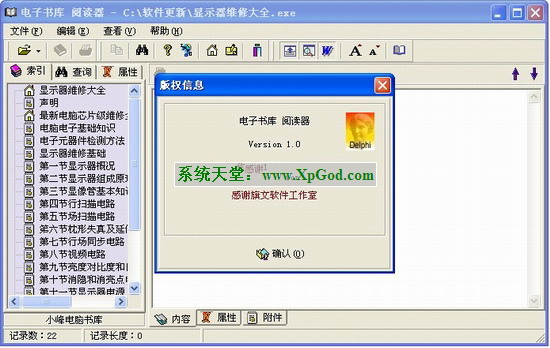 电子书库 阅读器 - C:\软件更新\显示器维修大全.exe
文件(F) 编辑(E) 查看(V) 帮助(H)
索引 查询 属性
显示器维修大全
声明
最新电脑芯片级维修
电脑电子基础知识
电子元器件检测方法
显示器维修基础
第一节显示器概况
第二节显示器组成原
第三节显像管基本知
第四节行扫描电路
第五节场扫描电路
第六节枕形失真及延
第七节行场同步电路
第八节视频电路
第九节亮度对比度和
第十节消隐和消亮点
第十一节显示器电源
小峰电脑书库
版权信息
电子书库 阅读器
Version 1.0
Delphi
系统天堂：www.XpGod.com
感谢旗文软件工作室
确认(O)
内容 属性 附件
记录数：22 记录长度：0